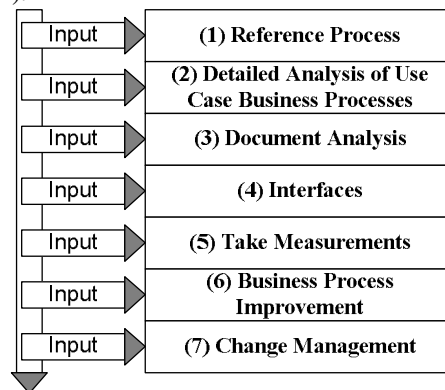 ).
Input
(1) Reference Process
Input
(2) Detailed Analysis of Use
Case Business Processes
Input
(3) Document Analysis
Input
(4) Interfaces
Input
(5) Take Measurements
Input
(6) Business Process
Improvement
Input
(7) Change Management